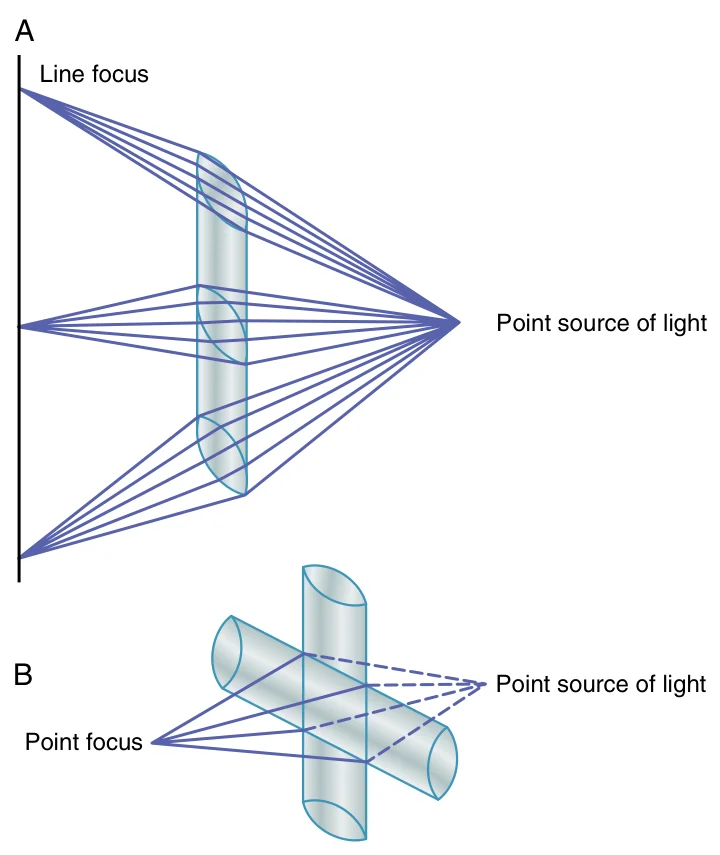 A
Line focus
Point source of light
B
Point source of light
Point focus